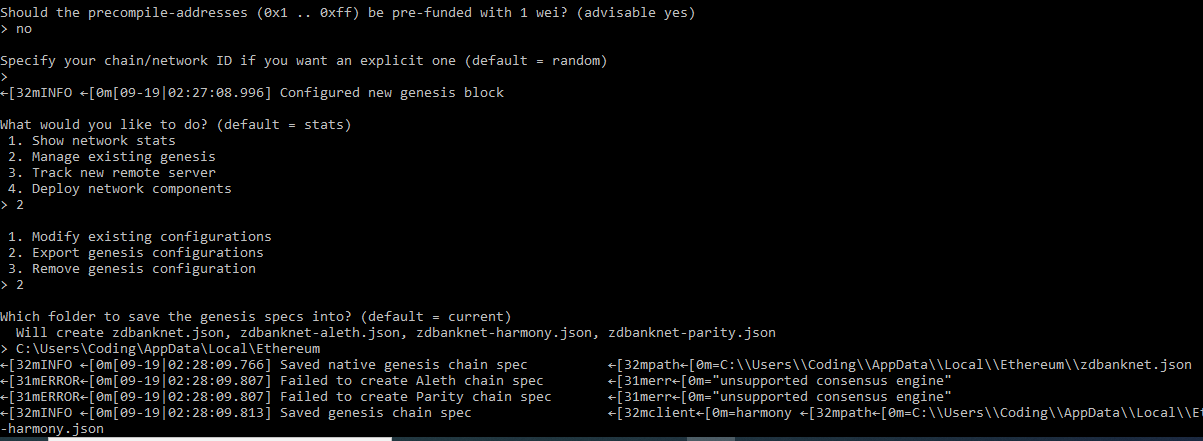 Should the precompile-addresses (0x1 .. 0xff) be pre-funded with 1 wei? (advisable yes)
> no
Specify your chain/network ID if you want an explicit one (default = random)
>
←[32mINFO ←[0m[09-19|02:27:08.996] Configured new genesis block
What would you like to do? (default = stats)
1. Show network stats
2. Manage existing genesis
3. Track new remote server
4. Deploy network components
> 2
1. Modify existing configurations
2. Export genesis configurations
3. Remove genesis configuration
> 2
Which folder to save the genesis specs into? (default = current)
Will create zdbanknet.json, zdbanknet-aleth.json, zdbanknet-harmony.json, zdbanknet-parity.json
> C:\Users\Coding\AppData\Local\Ethereum
←[32mINFO ←[0m[09-19|02:28:09.766] Saved native genesis chain spec ←[32mpath←[0m=C:\\Users\\Coding\\AppData\\Local\\Ethereum\\zdbanknet.json
←[31mERROR←[0m[09-19|02:28:09.807] Failed to create Aleth chain spec ←[31merr←[0m="unsupported consensus engine"
←[31mERROR←[0m[09-19|02:28:09.807] Failed to create Parity chain spec ←[31merr←[0m="unsupported consensus engine"
←[32mINFO ←[0m[09-19|02:28:09.813] Saved genesis chain spec ←[32mclient←[0m=harmony ←[32mpath←[0m=C:\\Users\\Coding\\AppData\\Local\\Et
-harmony.json